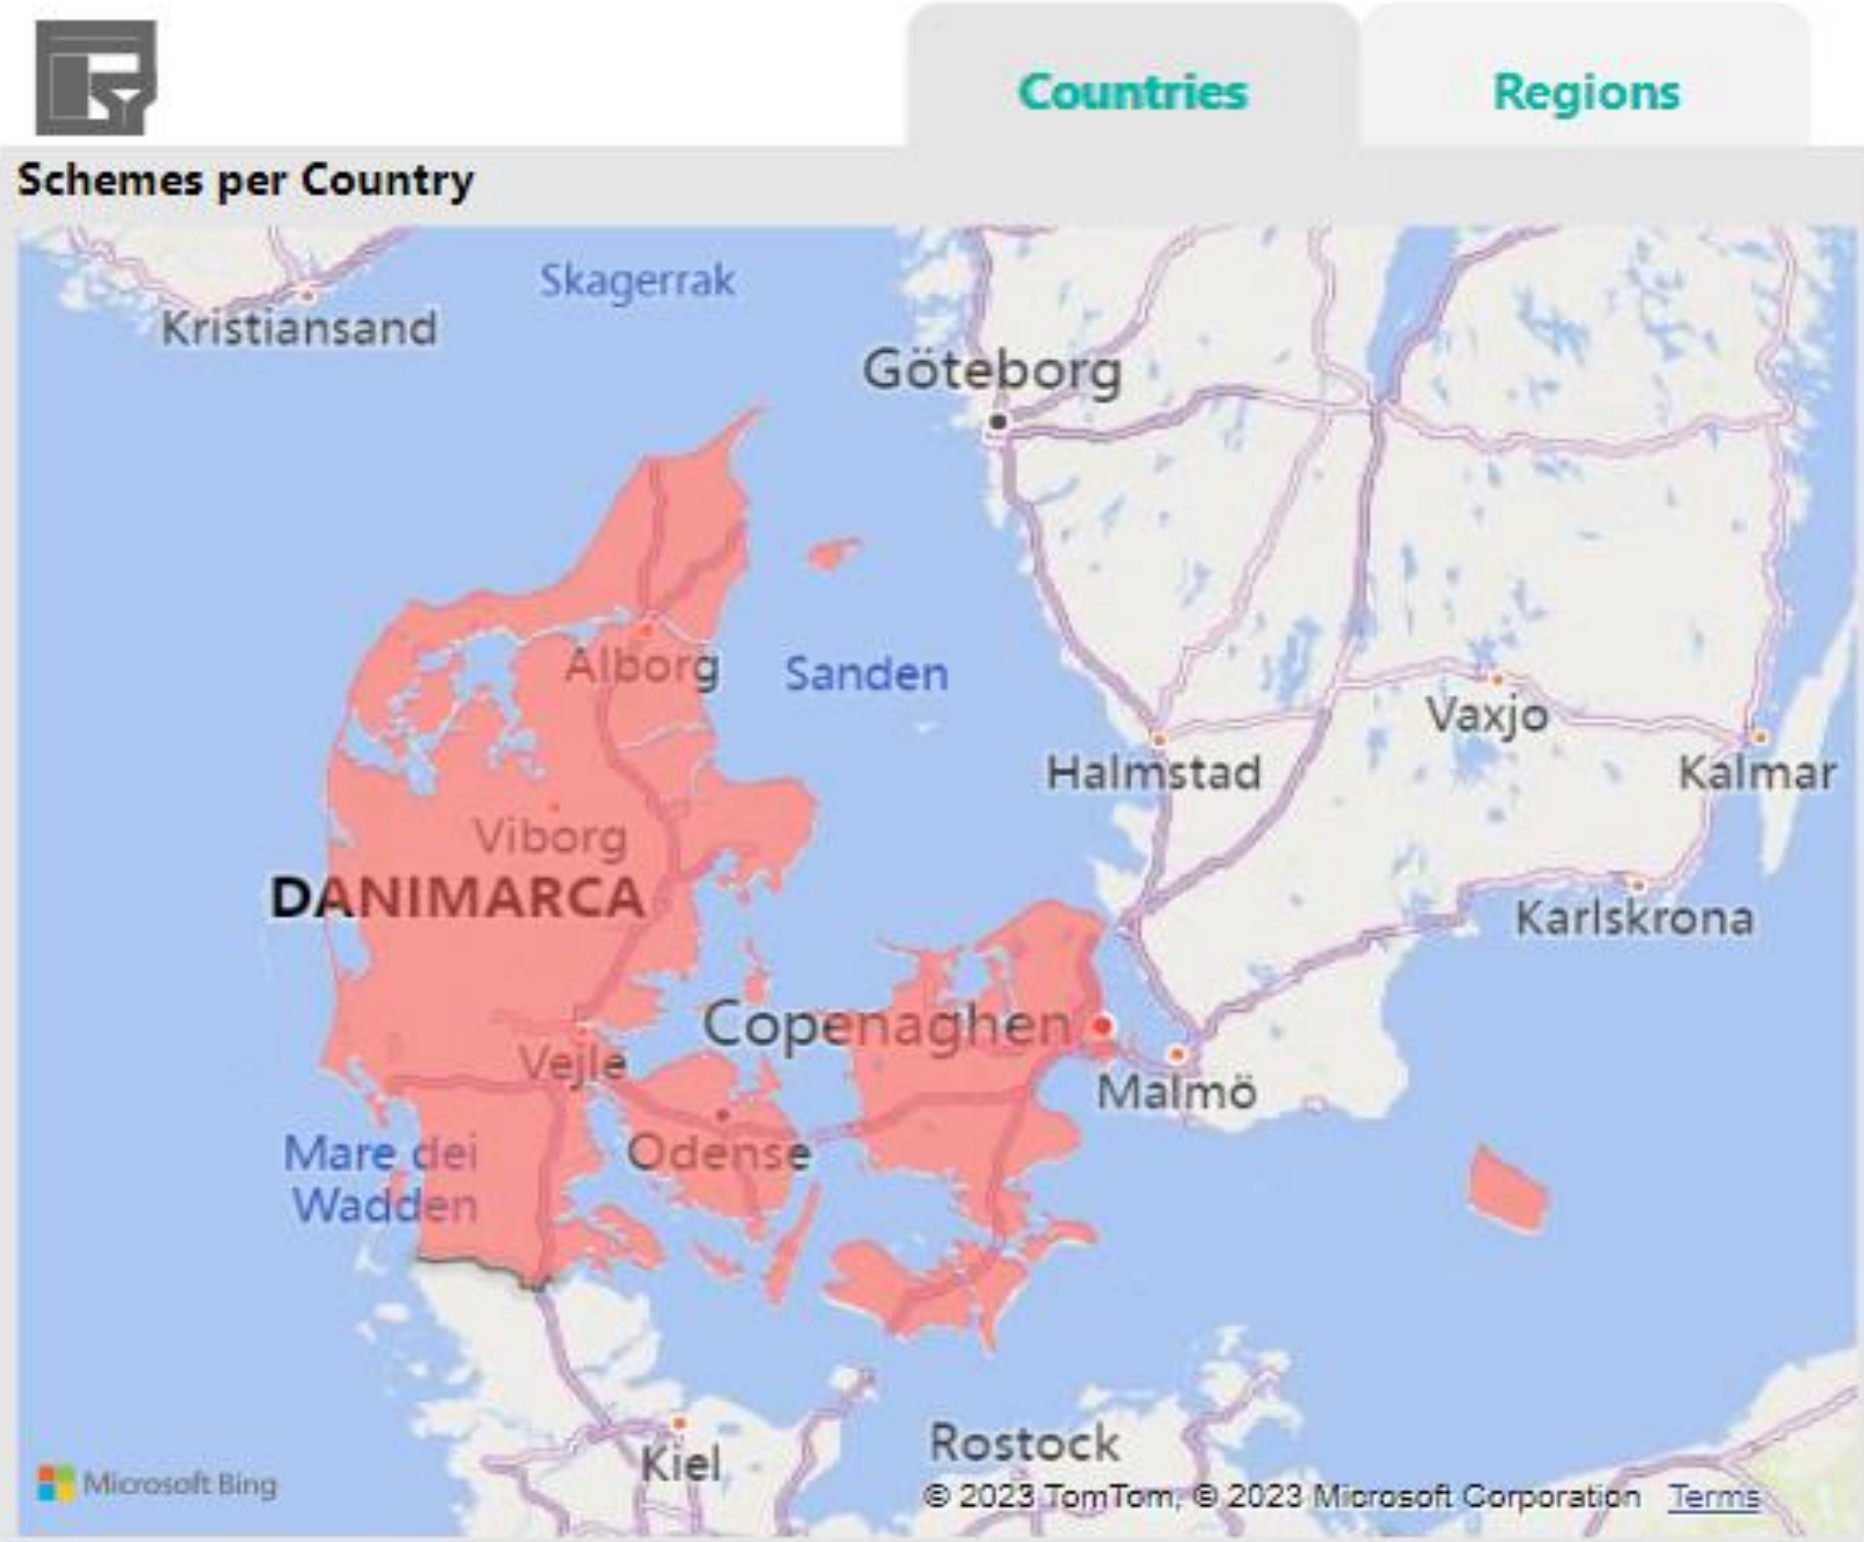 Countries
Regions
Schemes per Country
Skagerrak
Kristiansand
Göteborg
Alborg
Sanden
Vaxjo
Halmstad
Kalmar
Viborg
DANIMARCA
Karlskrona
Copenaghen
Vejle
Malmö
Mare dei
Wadden
Odense
Rostock
Kiel
Microsoft Bing
© 2023 TomTom, © 2023 Microsoft Corporation Terms